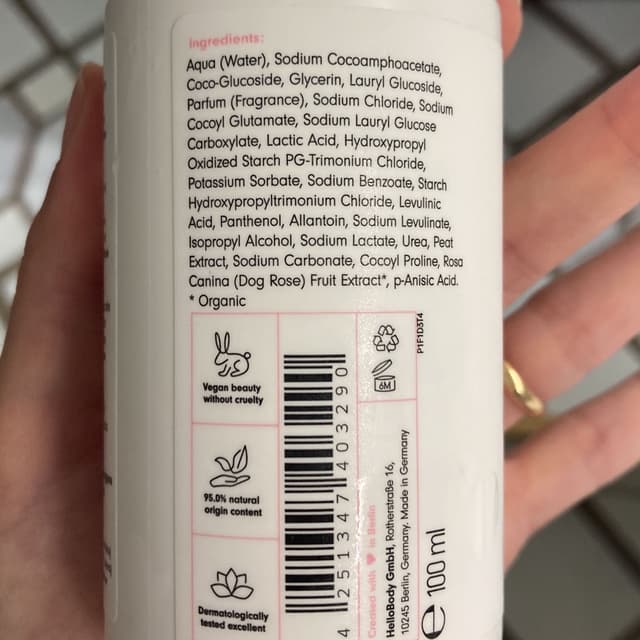 Ingredients:
Aqua (Water), Sodium Cocoamphoacetate,
Coco-Glucoside, Glycerin, Lauryl Glucoside,
Parfum (Fragrance), Sodium Chloride, Sodium
Cocoyl Glutamate, Sodium Lauryl Glucose
Carboxylate, Lactic Acid, Hydroxypropyl
Oxidized Starch PG-Trimonium Chloride,
Potassium Sorbate, Sodium Benzoate, Starch
Hydroxypropyltrimonium Chloride, Levulinic
Acid, Panthenol, Allantoin, Sodium Levulinate,
Isopropyl Alcohol, Sodium Lactate, Urea, Peat
Extract, Sodium Carbonate, Cocoyl Proline, Rosa
Canina (Dog Rose) Fruit Extract*, p-Anisic Acid.
* Organic
Vegan beauty
without cruelty
95.0% natural
origin content
Dermatologically
tested excellent
4 251347 403290
6M
P1F1D3T4
Created with ♥ in Berlin
HelloBody GmbH, Rotherstraße 16,
10245 Berlin, Germany. Made in Germany
e 100 ml